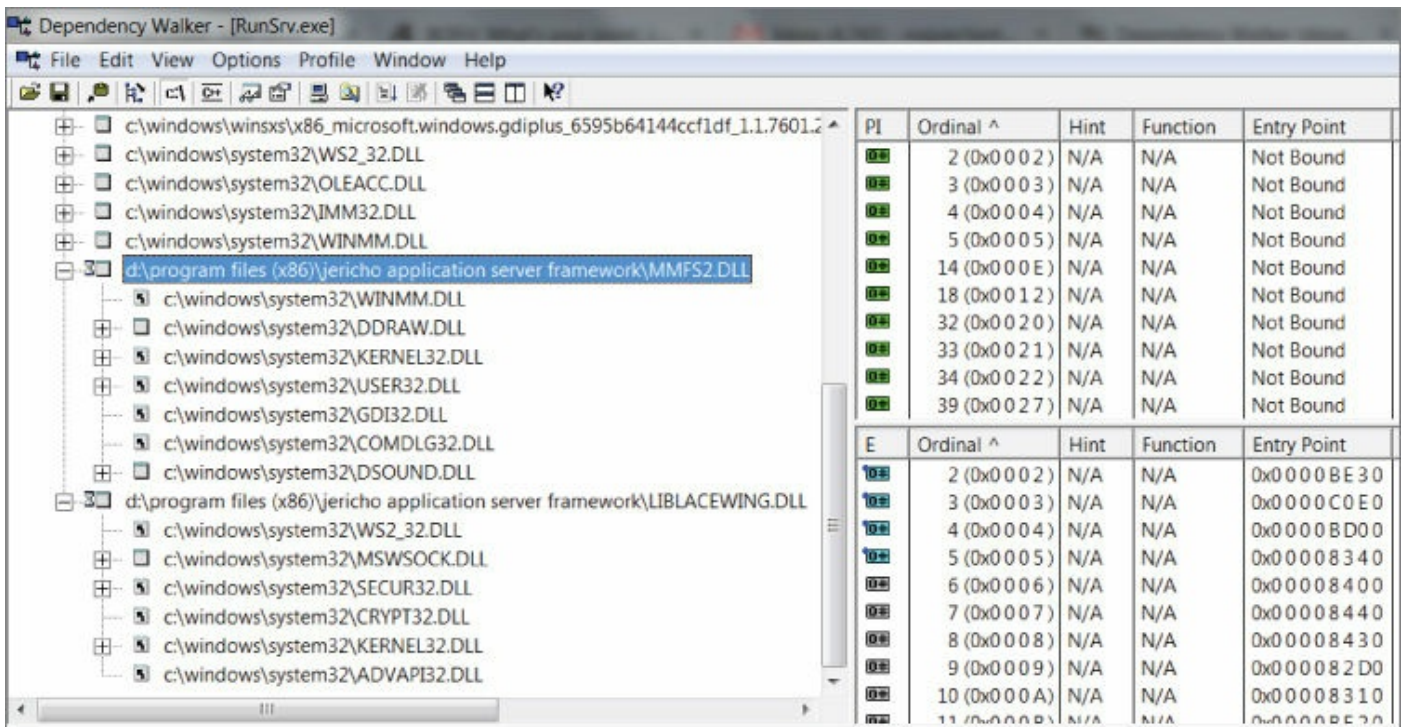 Dependency Walker - [RunSrv.exe]
File Edit View Options Profile Window Help
c:\windows\winsxs\x86_microsoft.windows.gdiplus_6595b64144ccf1df_1.1.7601.2
c:\windows\system32\WS2_32.DLL
c:\windows\system32\OLEACC.DLL
c:\windows\system32\IMM32.DLL
c:\windows\system32\WINMM.DLL
d:\program files (x86)\jericho application server framework\MMFS2.DLL
c:\windows\system32\WINMM.DLL
c:\windows\system32\DDRAW.DLL
c:\windows\system32\KERNEL32.DLL
c:\windows\system32\USER32.DLL
c:\windows\system32\GDI32.DLL
c:\windows\system32\COMDLG32.DLL
c:\windows\system32\DSOUND.DLL
d:\program files (x86)\jericho application server framework\LIBLACEWING.DLL
c:\windows\system32\WS2_32.DLL
c:\windows\system32\MSWSOCK.DLL
c:\windows\system32\SECUR32.DLL
c:\windows\system32\CRYPT32.DLL
c:\windows\system32\KERNEL32.DLL
c:\windows\system32\ADVAPI32.DLL
PI Ordinal ^ Hint Function Entry Point
2 (0x0002) N/A N/A Not Bound
3 (0x0003) N/A N/A Not Bound
4 (0x0004) N/A N/A Not Bound
5 (0x0005) N/A N/A Not Bound
14 (0x000E) N/A N/A Not Bound
18 (0x0012) N/A N/A Not Bound
32 (0x0020) N/A N/A Not Bound
33 (0x0021) N/A N/A Not Bound
34 (0x0022) N/A N/A Not Bound
39 (0x0027) N/A N/A Not Bound
E Ordinal ^ Hint Function Entry Point
2 (0x0002) N/A N/A 0x0000BE30
3 (0x0003) N/A N/A 0x0000C0E0
4 (0x0004) N/A N/A 0x0000BD00
5 (0x0005) N/A N/A 0x00008340
6 (0x0006) N/A N/A 0x00008400
7 (0x0007) N/A N/A 0x00008440
8 (0x0008) N/A N/A 0x00008430
9 (0x0009) N/A N/A 0x000082D0
10 (0x000A) N/A N/A 0x00008310
11 (0x000B) N/A N/A